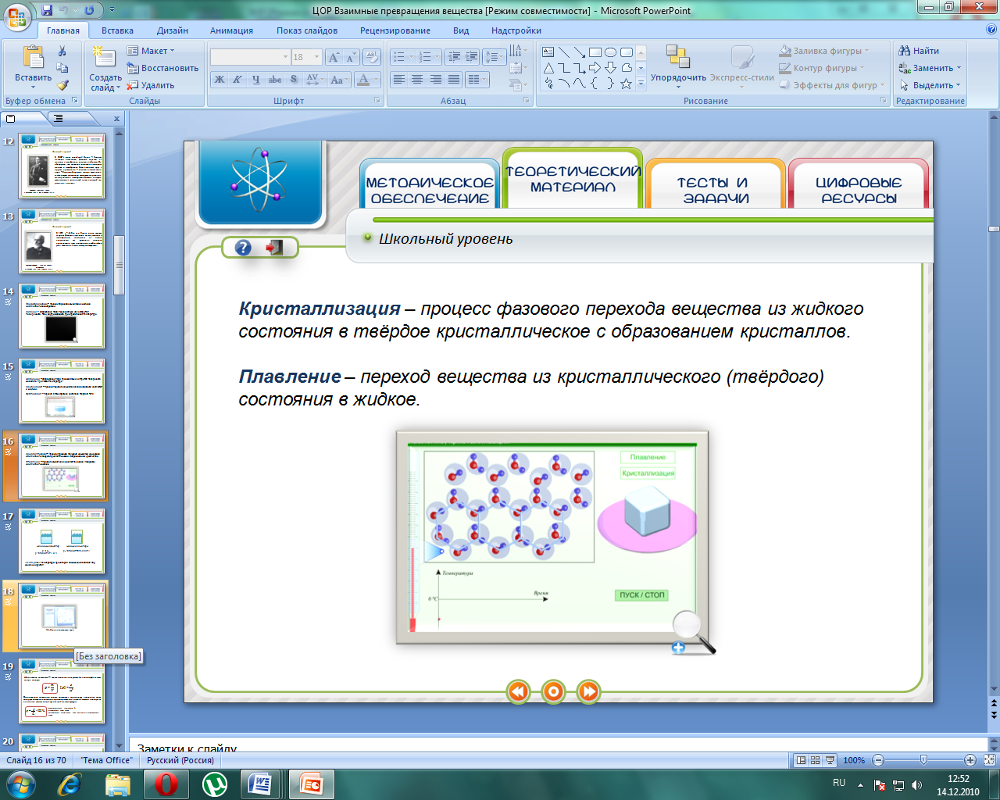 ЦОР Взаимные превращения вещества [Режим совместимости] - Microsoft PowerPoint
Главная Вставка Дизайн Анимация Показ слайдов Рецензирование Вид Надстройки
Вставить
Буфер обмена
Создать слайд
Макет
Восстановить
Удалить
Слайды
18
Ж К Ч abc S AV Aa A
Шрифт
Абзац
Упорядочить
Экспресс-стили
Заливка фигуры
Контур фигуры
Эффекты для фигур
Рисование
Найти
Заменить
Выделить
Редактирование
12
13
14
15
16
17
18
[Без заголовка]
19
20
МЕТОДИЧЕСКОЕ
ОБЕСПЕЧЕНИЕ
ТЕОРЕТИЧЕСКИЙ
МАТЕРИАЛ
ТЕСТЫ И
ЗАДАЧИ
ЦИФРОВЫЕ
РЕСУРСЫ
Школьный уровень
Кристаллизация – процесс фазового перехода вещества из жидкого
состояния в твёрдое кристаллическое с образованием кристаллов.
Плавление – переход вещества из кристаллического (твёрдого)
состояния в жидкое.
Плавление
Кристаллизация
Температура
0 °C
Время
ПУСК / СТОП
Заметки к слайду
Слайд 16 из 70 "Тема Office" Русский (Россия) 100%
RU 12:52
14.12.2010